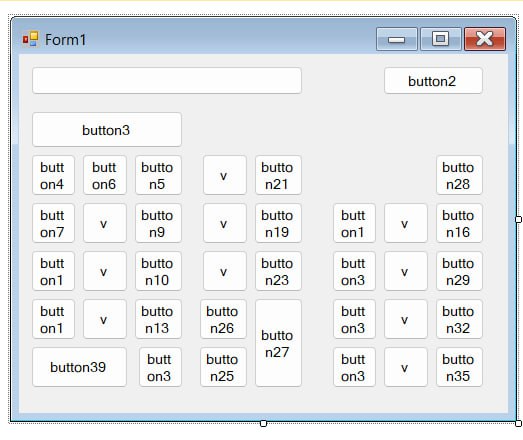 Form1
button2
button3
butt
on4
butt
on6
butto
n5
v
butto
n21
butto
n28
butt
on7
v
butto
n9
v
butto
n19
butt
on1
v
butto
n16
butt
on1
v
butto
n10
v
butto
n23
butt
on3
v
butto
n29
butt
on1
v
butto
n13
butto
n26
butto
n27
butt
on3
v
butto
n32
button39
butt
on3
butto
n25
butt
on3
v
butto
n35